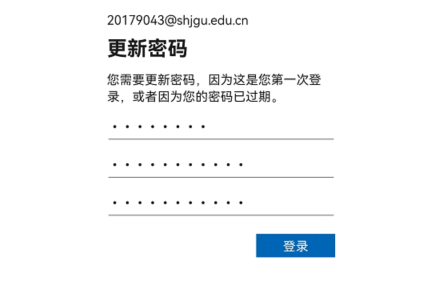 20179043@shjgu.edu.cn
更新密码
您需要更新密码，因为这是您第一次登
录，或者因为您的密码已过期。
• • • • • • • •
• • • • • • • • • • •
• • • • • • • • • • •
登录